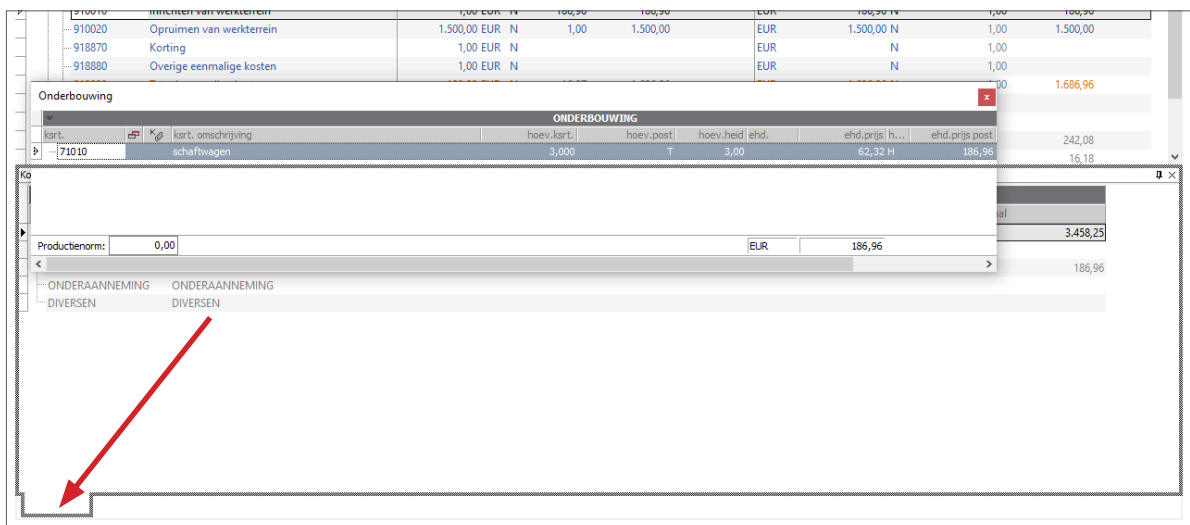 910010 Inrichten van werkterrein 1,00 EUR N 186,96 186,96 EUR 186,96 N 1,00 186,96
910020 Opruimen van werkterrein 1.500,00 EUR N 1,00 1.500,00 EUR 1.500,00 N 1,00 1.500,00
918870 Korting 1,00 EUR N EUR N 1,00
918880 Overige eenmalige kosten 1,00 EUR N EUR N 1,00
1.686,96
Onderbouwing
ONDERBOUWING
ksrt. ksrt. omschrijving hoev.ksrt. hoev.post hoev.heid ehd. ehd.prijs h... ehd.prijs post
242,08
71010 schaftwagen 3,000 T 3,00 62,32 H 186,96
16,18
Ko
al
3.458,25
Productienorm: 0,00 EUR 186,96
186,96
ONDERAANNEMING ONDERAANNEMING
DIVERSEN DIVERSEN